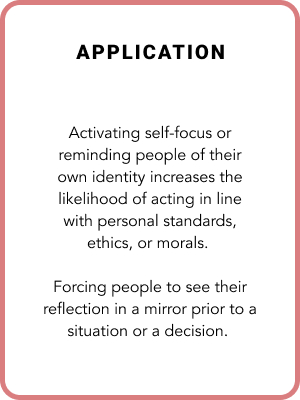 APPLICATION
Activating self-focus or
reminding people of their
own identity increases the
likelihood of acting in line
with personal standards,
ethics, or morals.
Forcing people to see their
reflection in a mirror prior to a
situation or a decision.